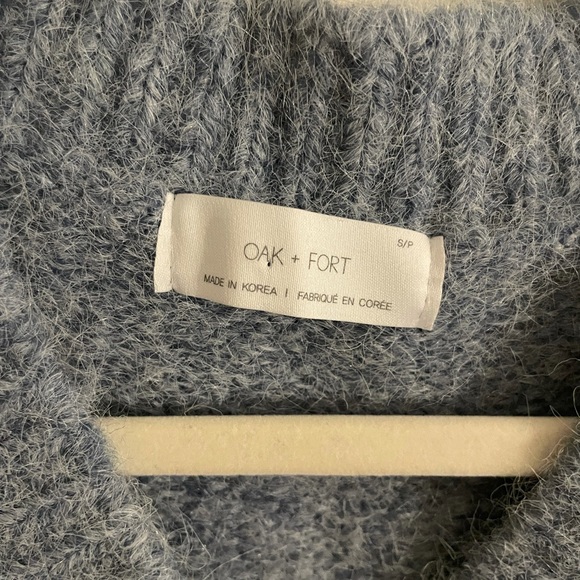 S/P
OAK + FORT
MADE IN KOREA | FABRIQUÉ EN CORÉE